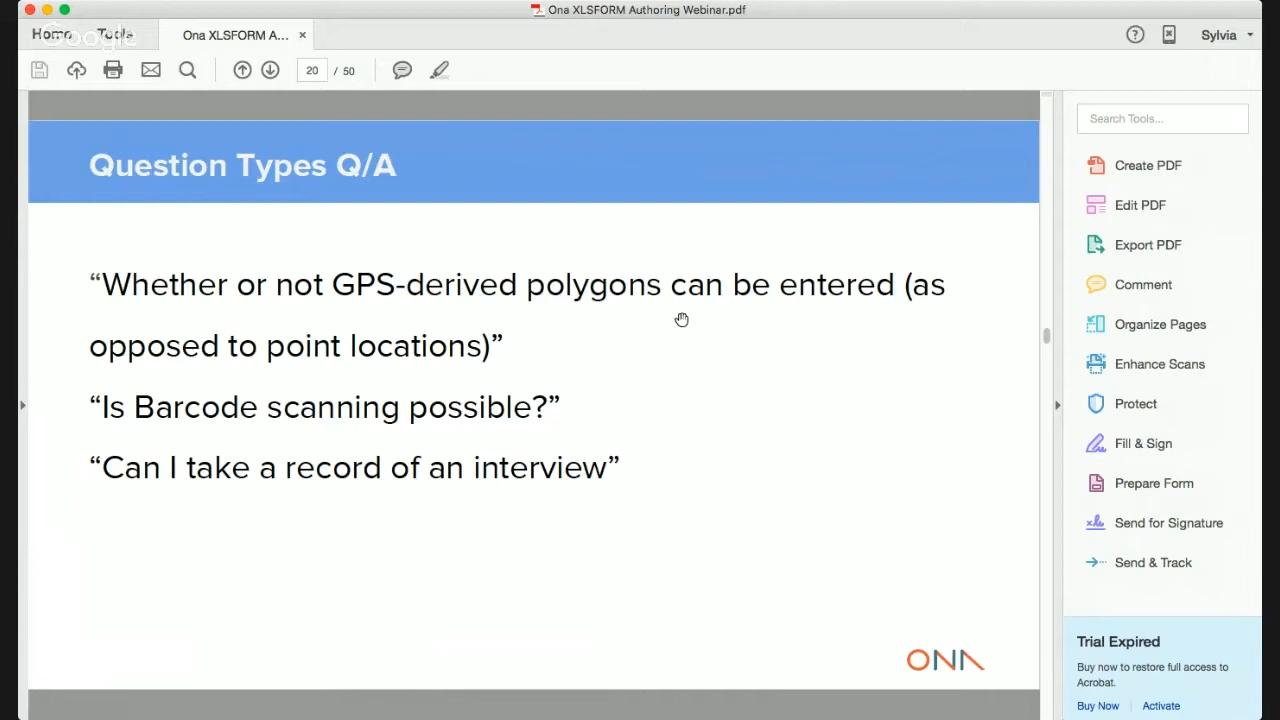 Ona XLSFORM Authoring Webinar.pdf
Home Tools Ona XLSFORM A... × Sylvia
Google
20 / 50
Search Tools...
Question Types Q/A
“Whether or not GPS-derived polygons can be entered (as
opposed to point locations)”
“Is Barcode scanning possible?”
“Can I take a record of an interview”
ONA
Create PDF
Edit PDF
Export PDF
Comment
Organize Pages
Enhance Scans
Protect
Fill & Sign
Prepare Form
Send for Signature
Send & Track
Trial Expired
Buy now to restore full access to
Acrobat.
Buy Now Activate